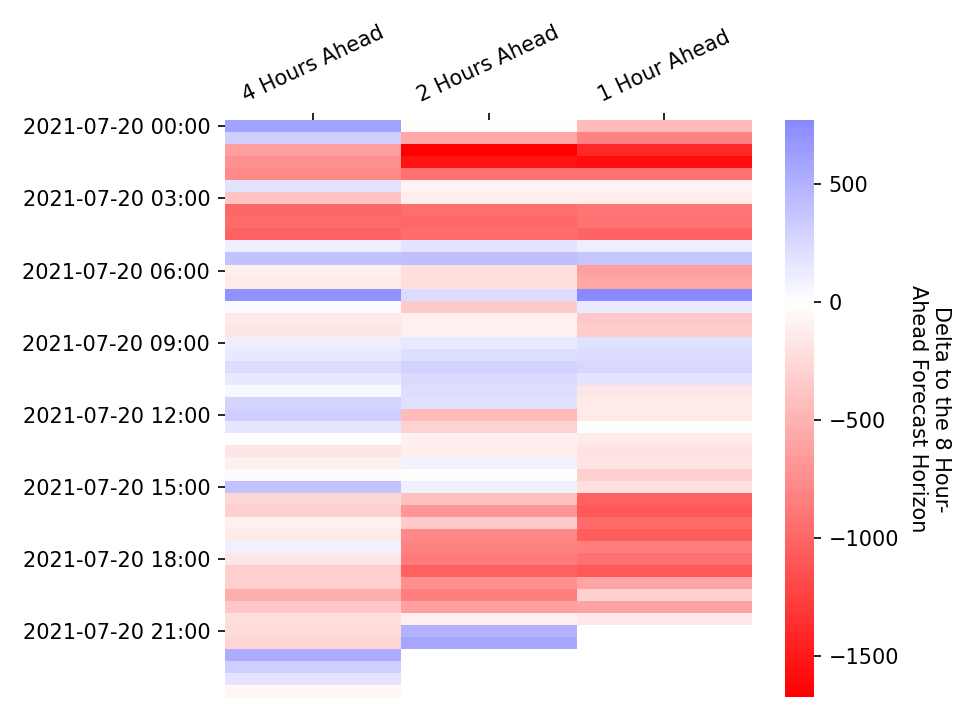 4 Hours Ahead
2 Hours Ahead
1 Hour Ahead
2021-07-20 00:00
2021-07-20 03:00
2021-07-20 06:00
2021-07-20 09:00
2021-07-20 12:00
2021-07-20 15:00
2021-07-20 18:00
2021-07-20 21:00
500
0
−500
−1000
−1500
Delta to the 8 Hour-
Ahead Forecast Horizon